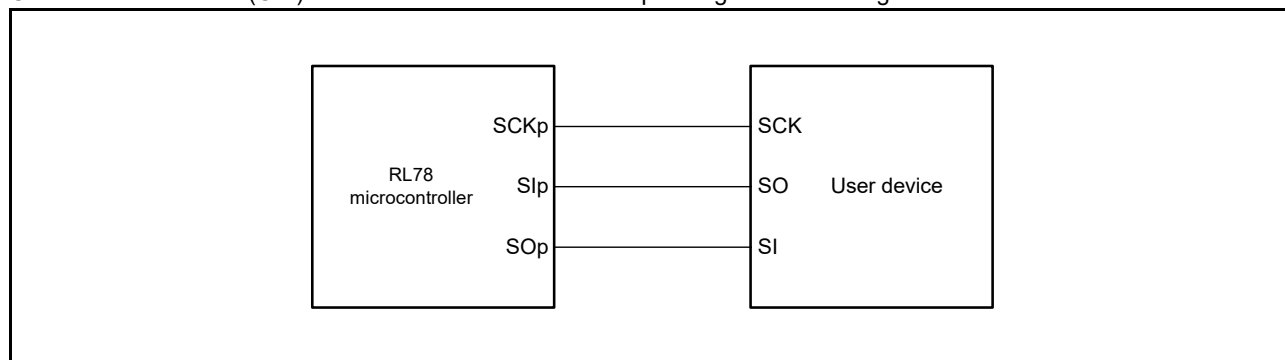 SCKp SCK
RL78
microcontroller
SIp SO User device
SOp SI